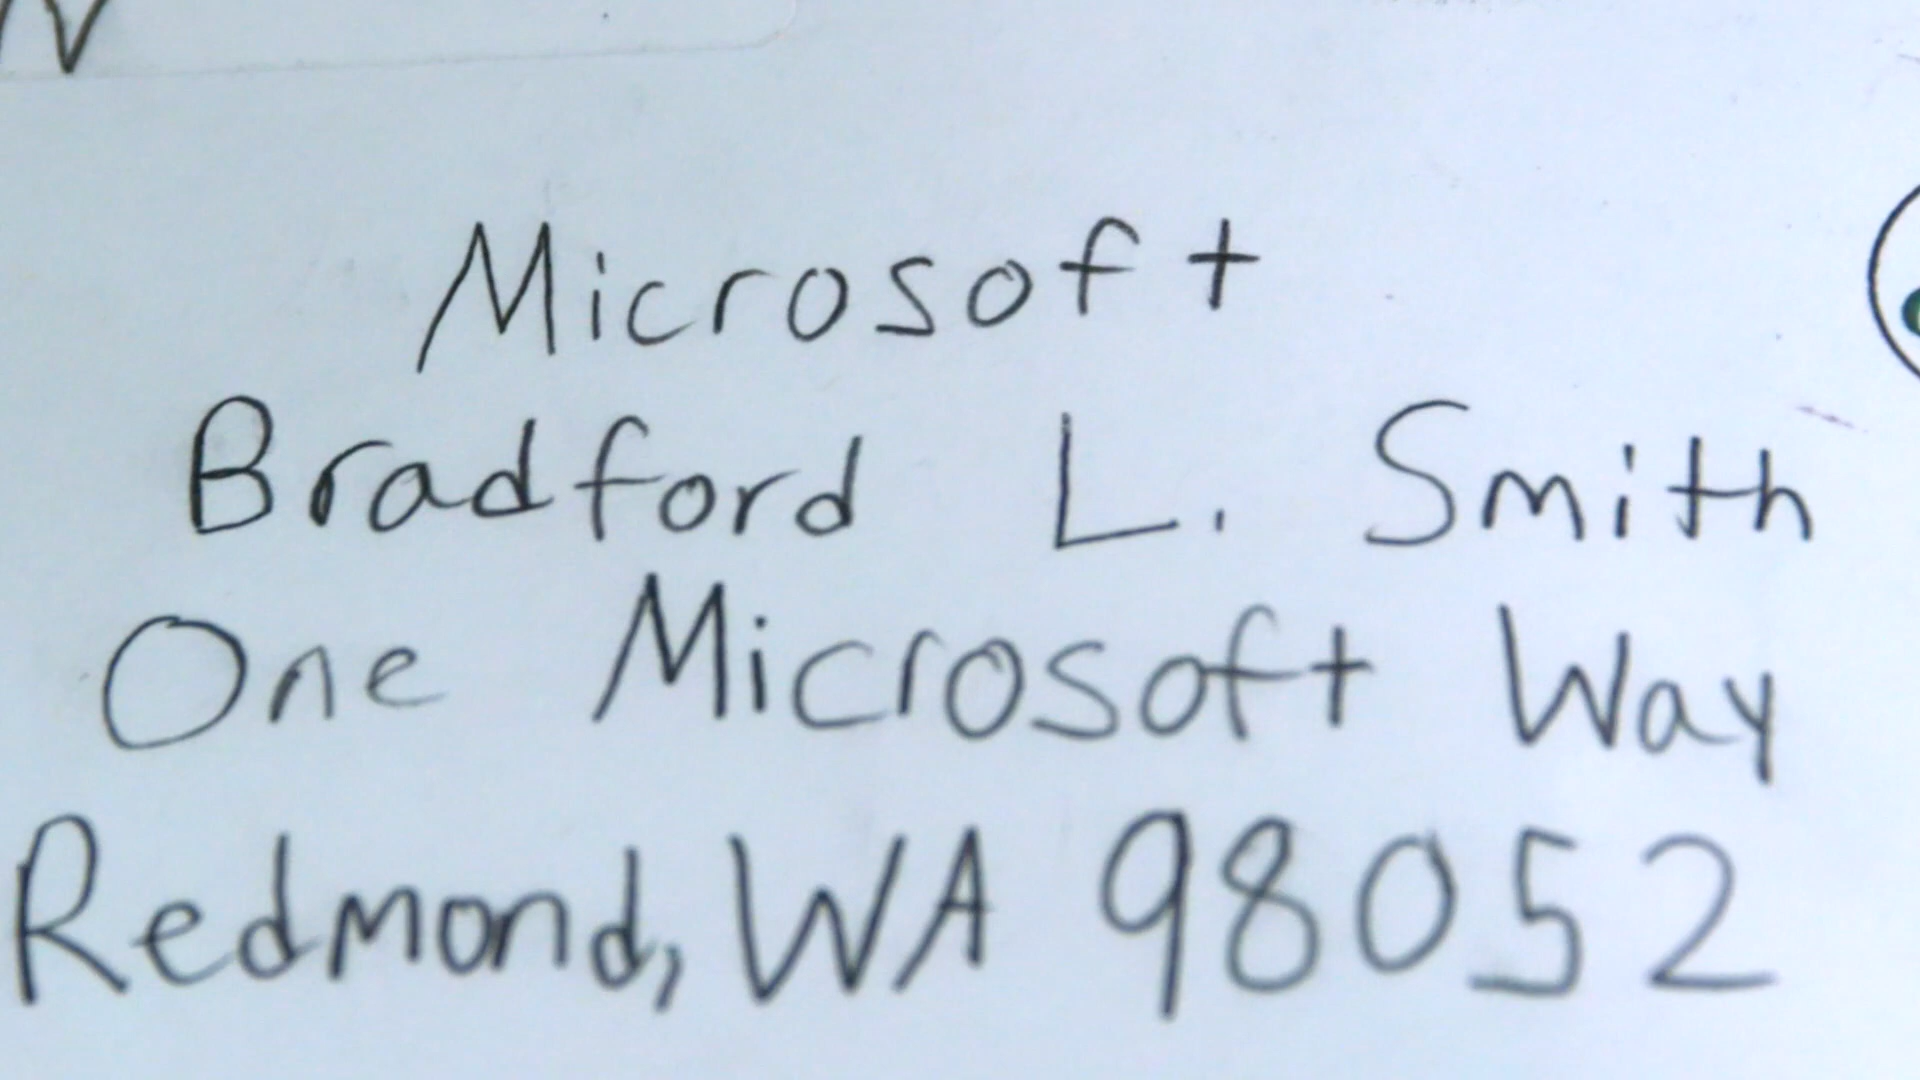 Microsoft
Bradford L. Smith
One Microsoft Way
Redmond, WA 98052